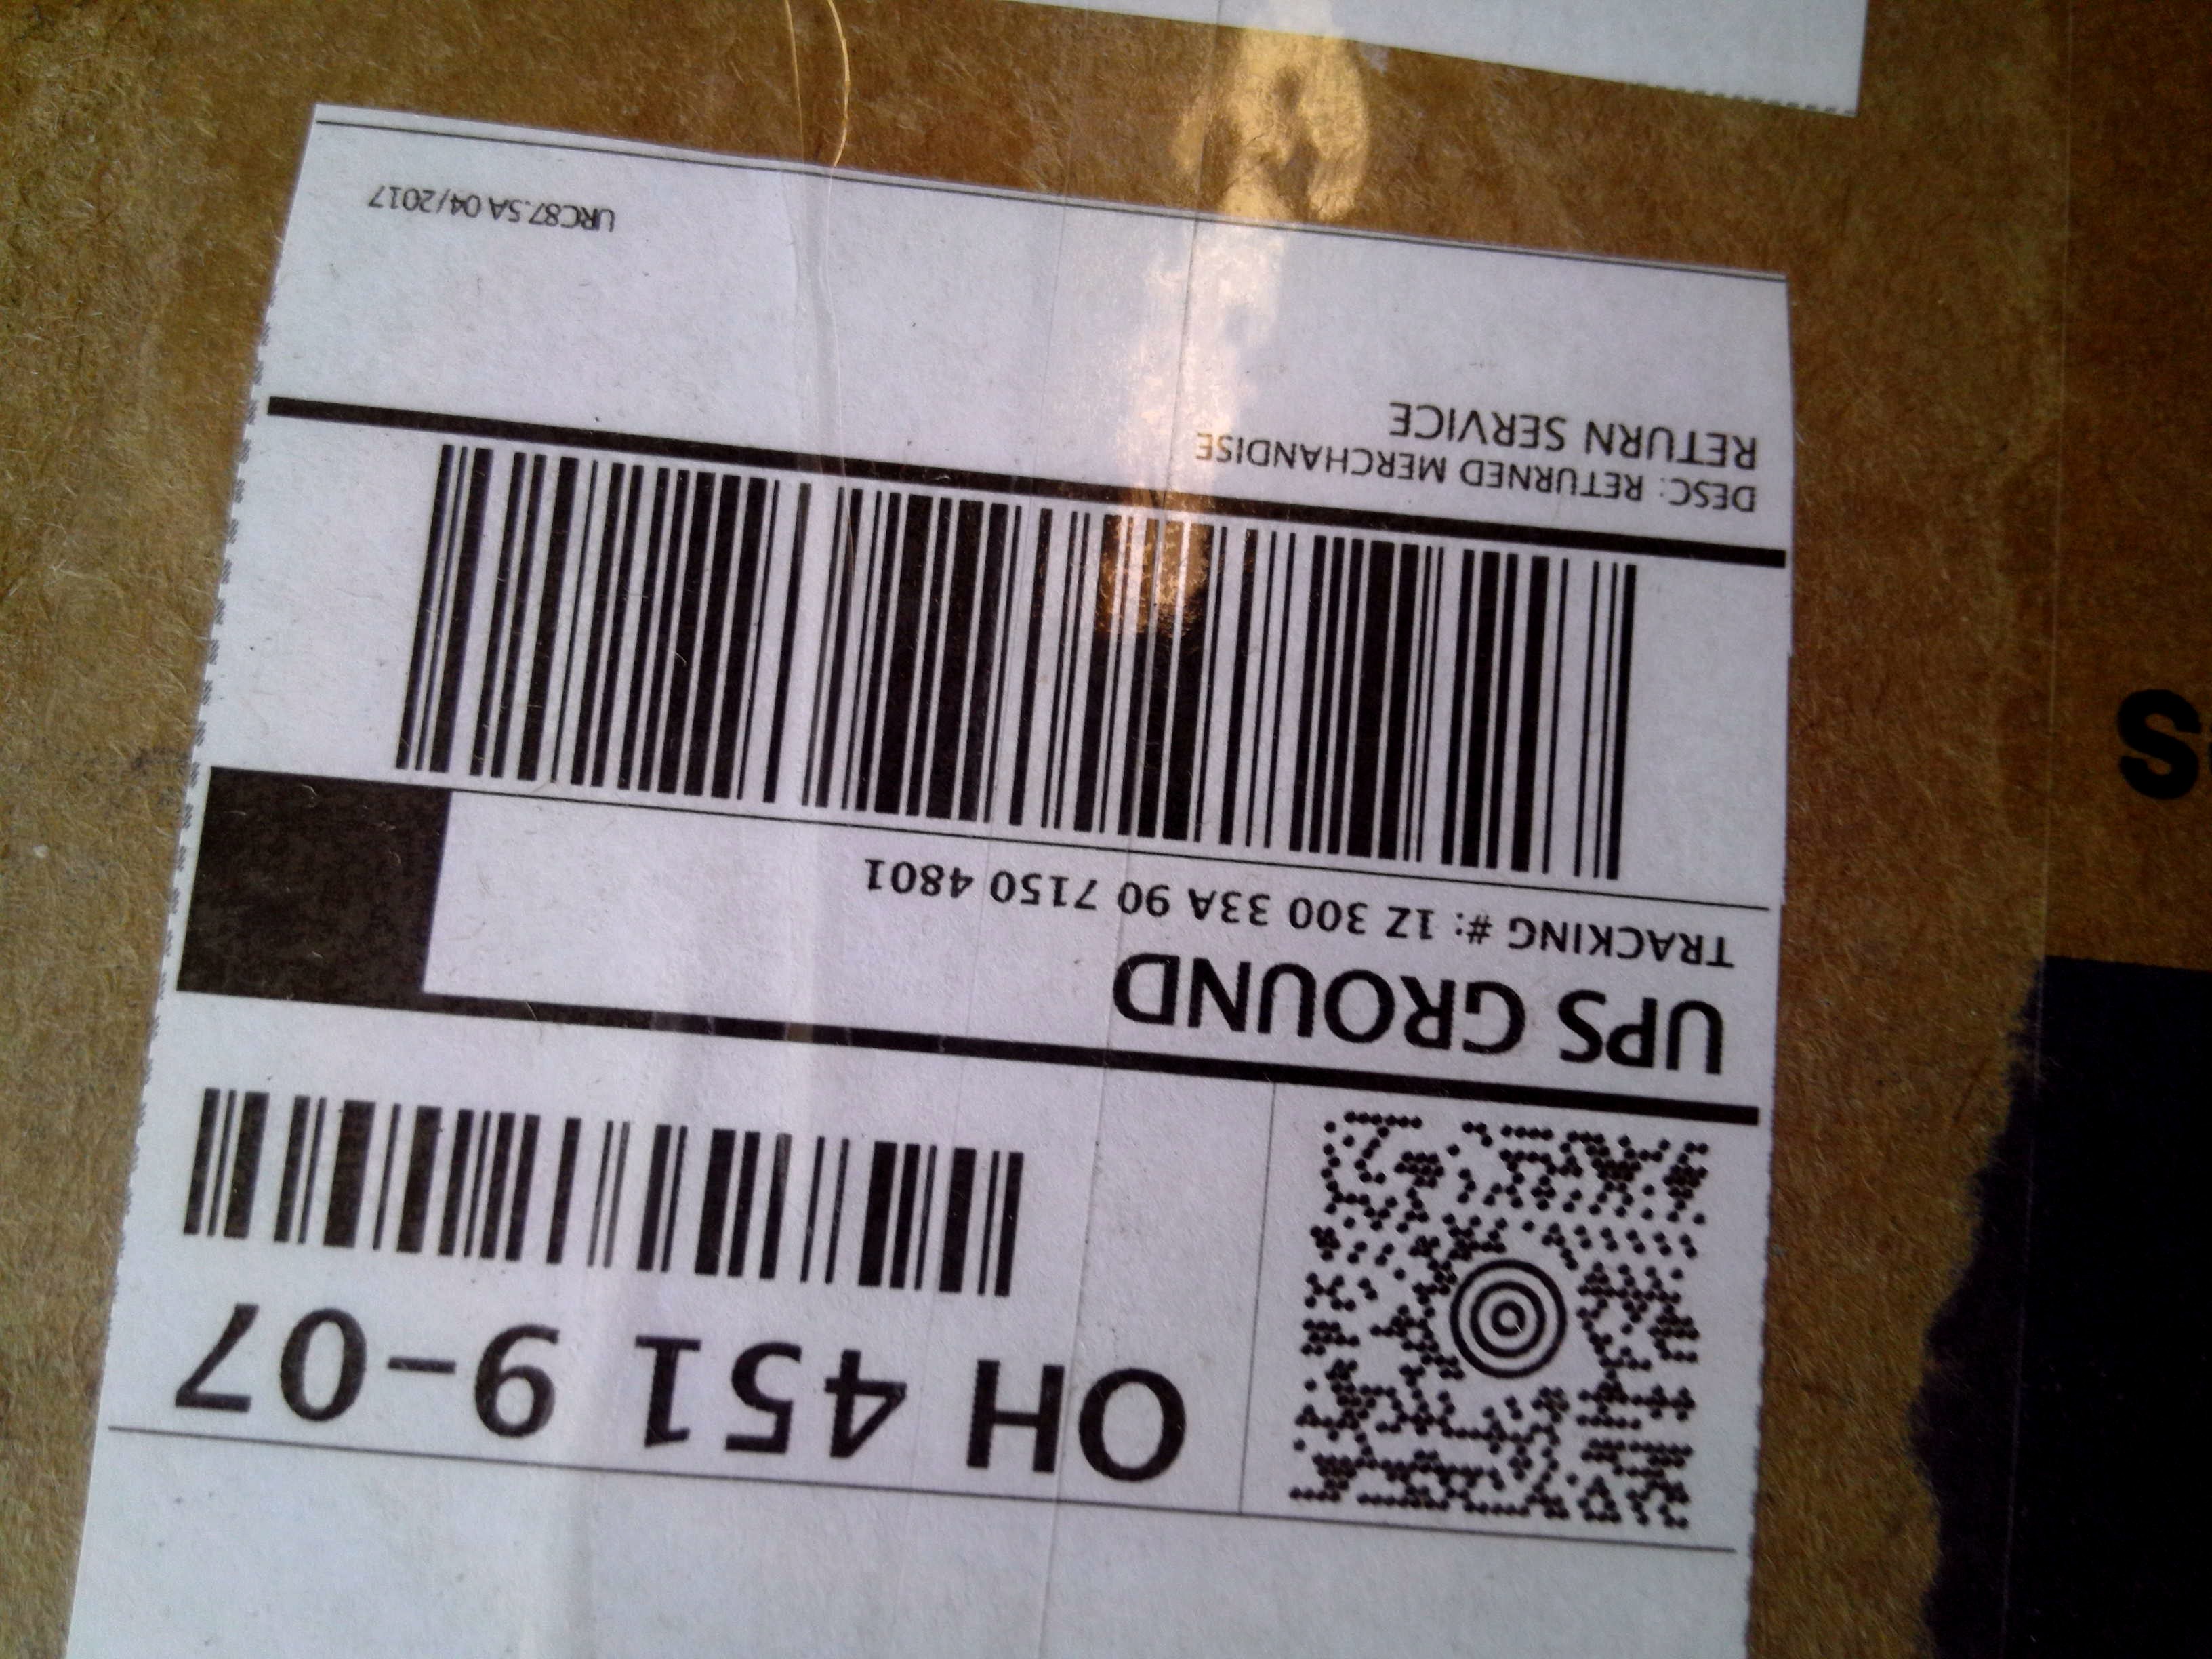 OH 451 9-07
UPS GROUND
TRACKING #: 1Z 300 33A 90 7150 4801
DESC: RETURNED MERCHANDISE
RETURN SERVICE
URC87.5A 04/2017